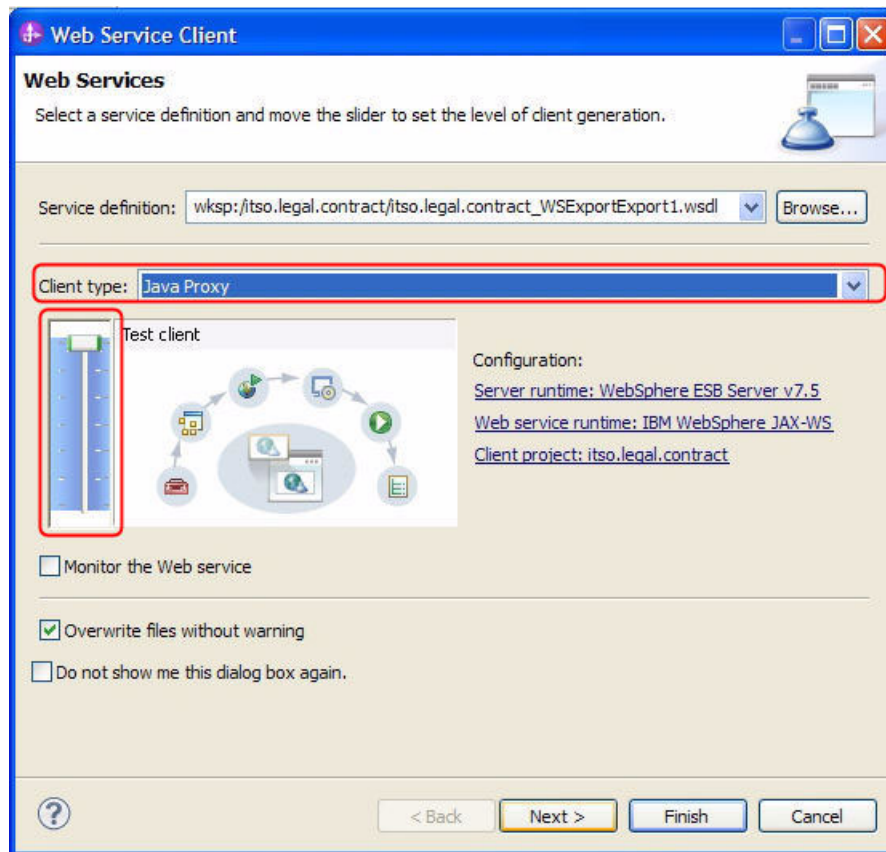 Web Service Client
Web Services
Select a service definition and move the slider to set the level of client generation.
Service definition: wksp:/itso.legal.contract/itso.legal.contract_WSExportExport1.wsdl Browse...
Client type: Java Proxy
Test client
Configuration:
Server runtime: WebSphere ESB Server v7.5
Web service runtime: IBM WebSphere JAX-WS
Client project: itso.legal.contract
Monitor the Web service
Overwrite files without warning
Do not show me this dialog box again.
? < Back Next > Finish Cancel